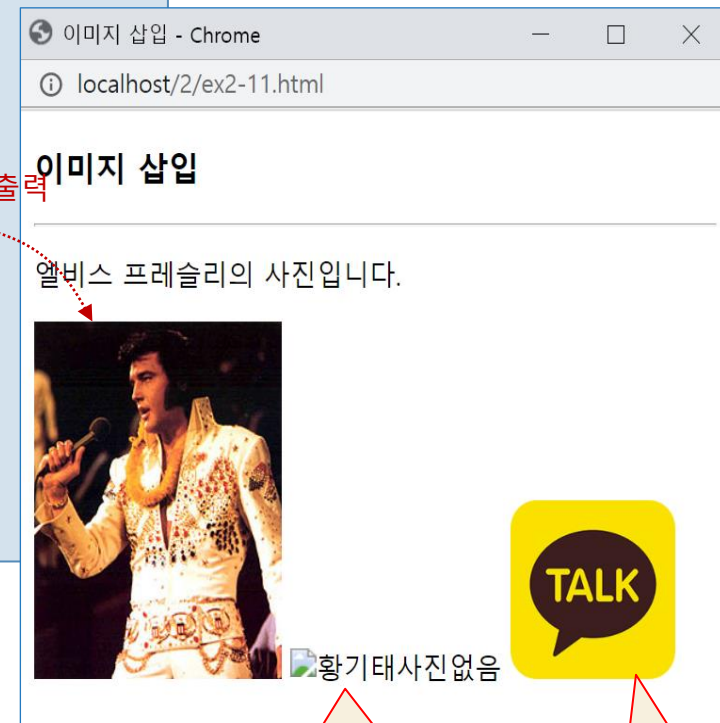 이미지 삽입 - Chrome
localhost/2/ex2-11.html
이미지 삽입
출력
엘비스 프레슬리의 사진입니다.
TALK
황기태사진없음